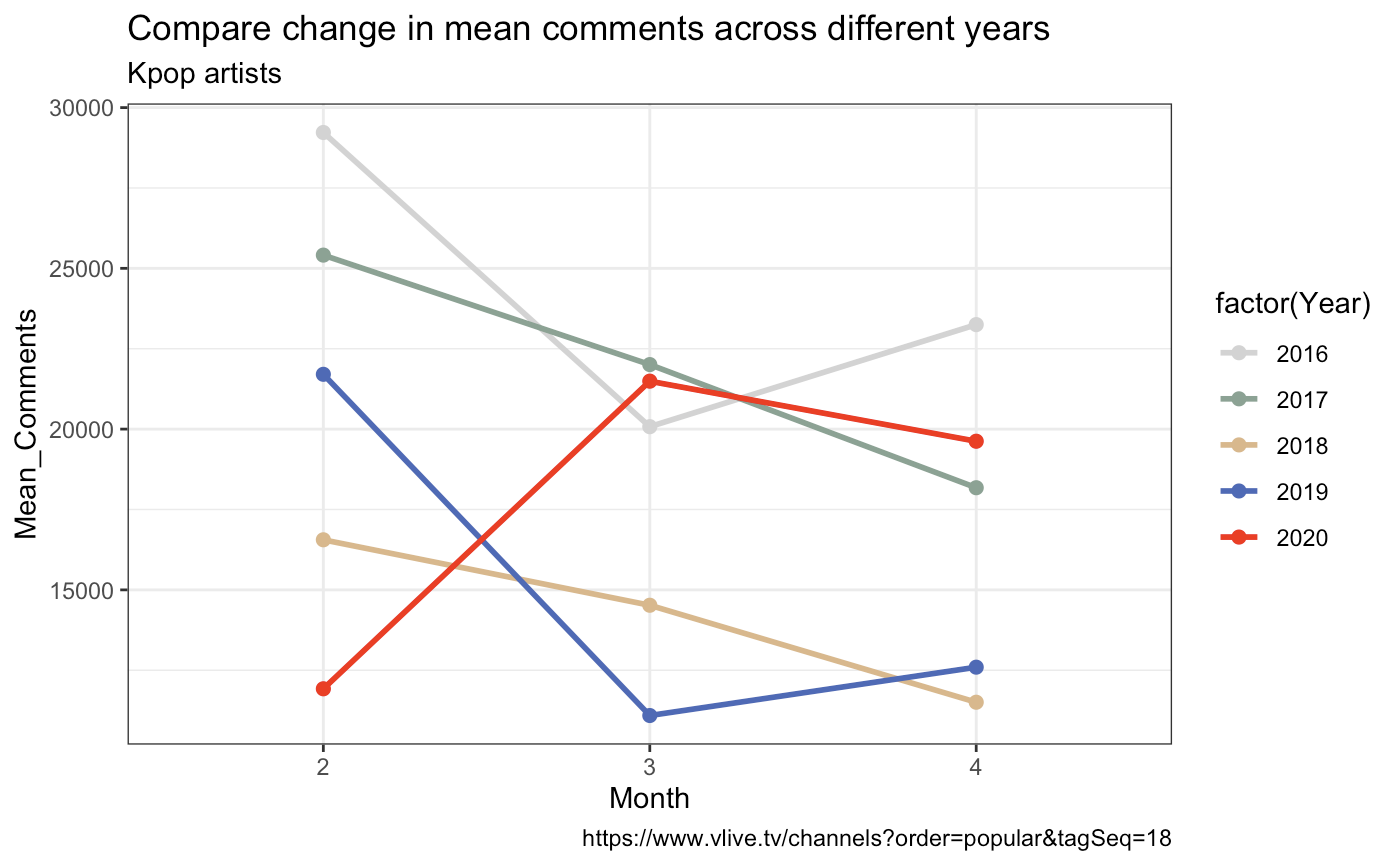 Compare change in mean comments across different years
Kpop artists
30000
25000
20000
15000
Mean_Comments
2
3
4
Month
factor(Year)
2016
2017
2018
2019
2020
https://www.vlive.tv/channels?order=popular&tagSeq=18